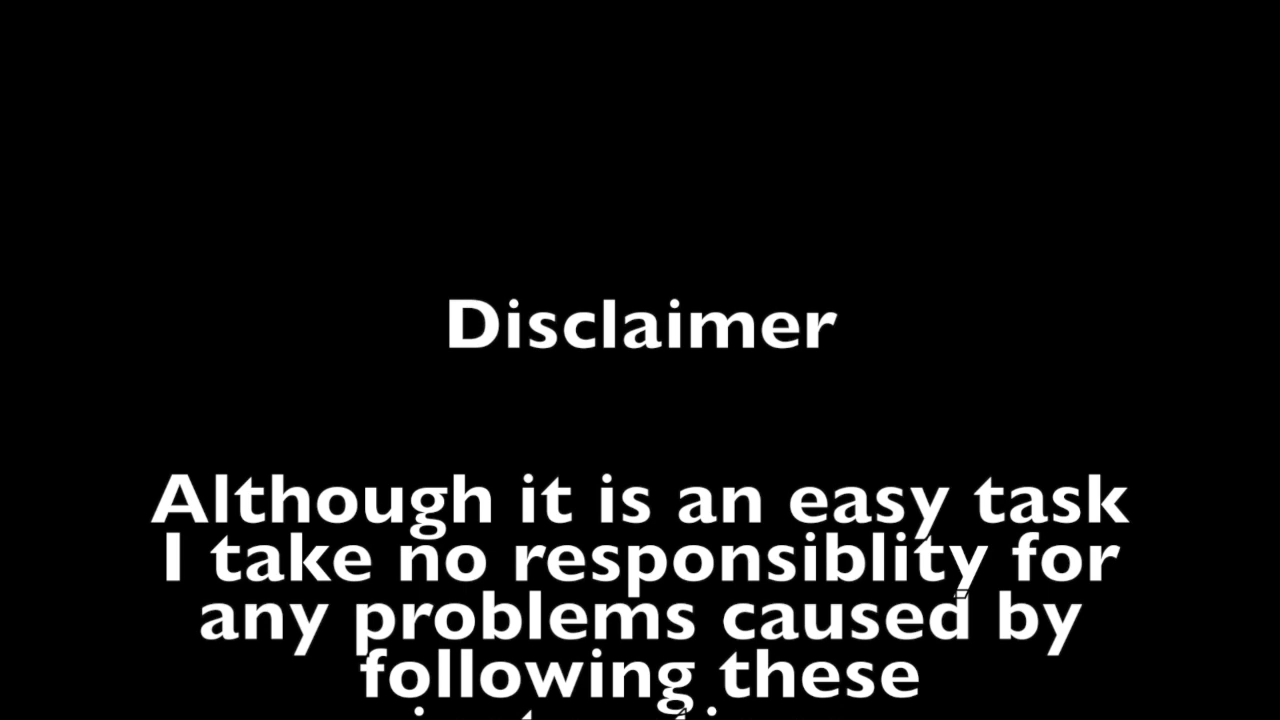 Disclaimer
Although it is an easy task
I take no responsiblity for
any problems caused by
following these